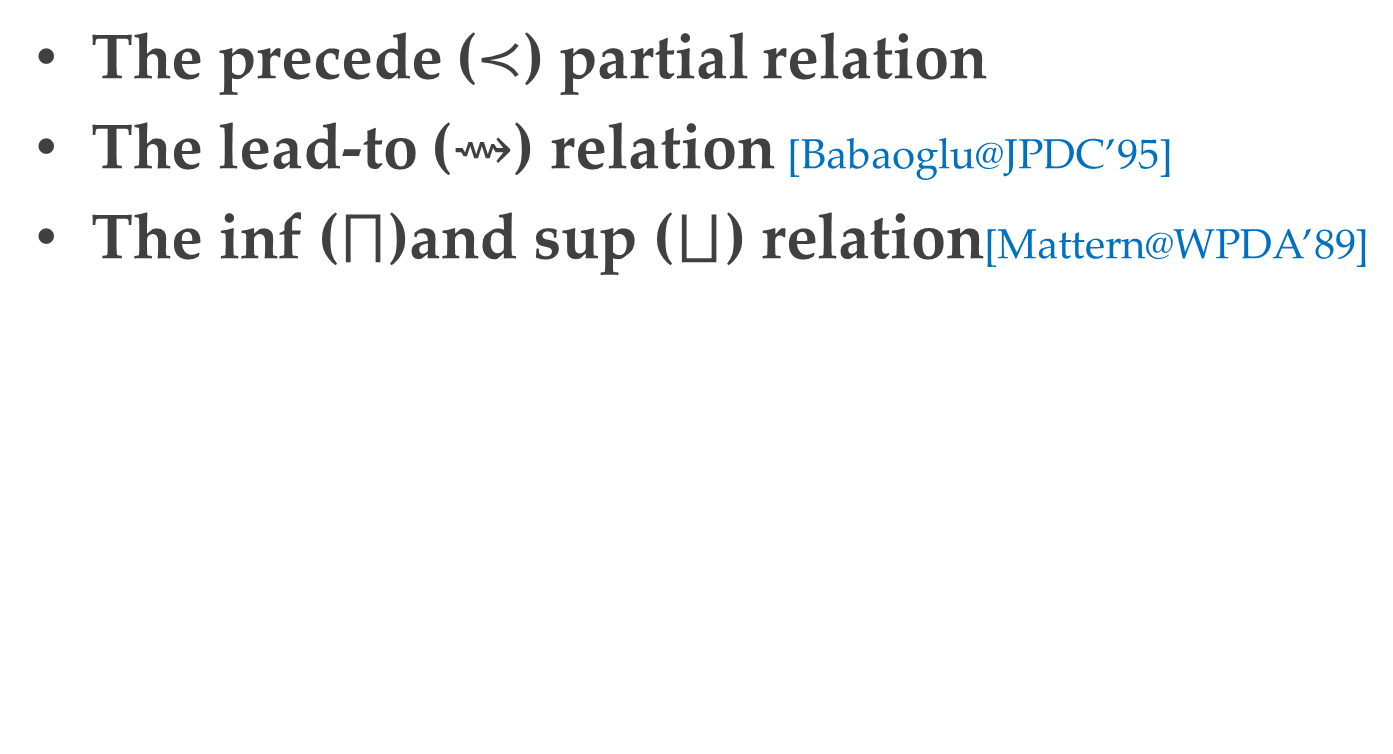 • The precede (≺) partial relation
• The lead-to (⇝) relation [Babaoglu@JPDC’95]
• The inf (⊓)and sup (⊔) relation[Mattern@WPDA’89]